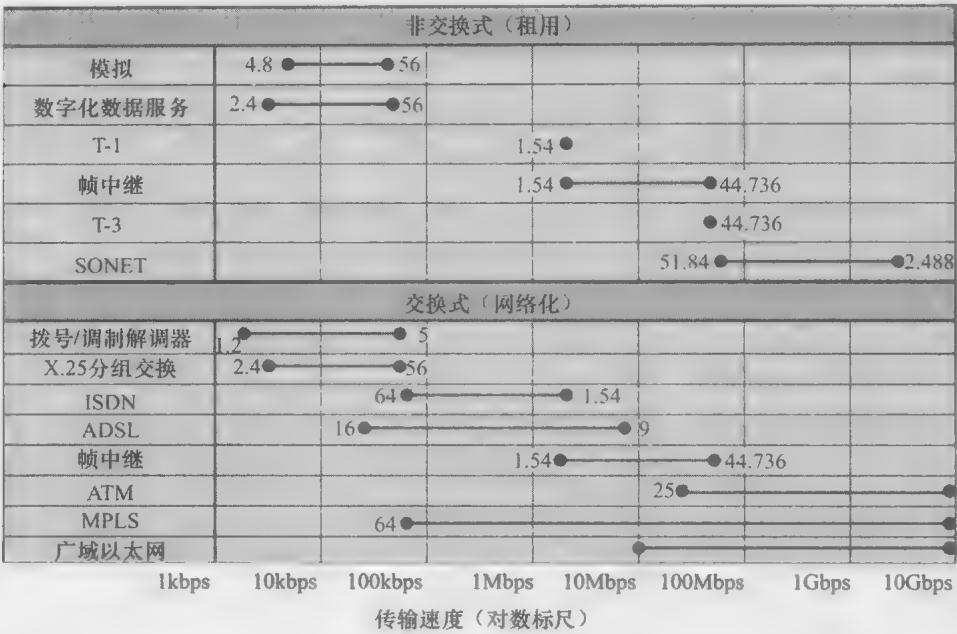 非交换式（租用）
模拟 4.8 56
数字化数据服务 2.4 56
T-1 1.54
帧中继 1.54 44.736
T-3 44.736
SONET 51.84 2.488
交换式（网络化）
拨号/调制解调器 1.2 5
X.25分组交换 2.4 56
ISDN 64 1.54
ADSL 16 9
帧中继 1.54 44.736
ATM 25
MPLS 64
广域以太网
1kbps 10kbps 100kbps 1Mbps 10Mbps 100Mbps 1Gbps 10Gbps
传输速度（对数标尺）